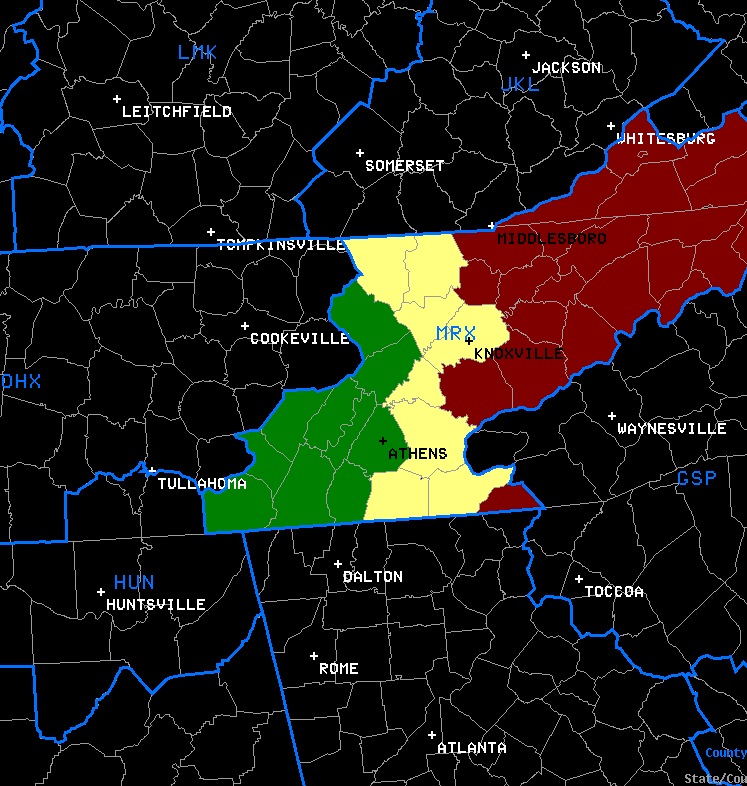 LMK
JACKSON
JKL
LEITCHFIELD
WHITESBURG
SOMERSET
TOMPKINSVILLE
MIDDLESBORO
COOKEVILLE
MRX
KNOXVILLE
OHX
WAYNESVILLE
ATHENS
TULLAHOMA
GSP
DALTON
HUN
TOCCOA
HUNTSVILLE
ROME
ATLANTA
County
State/Cou